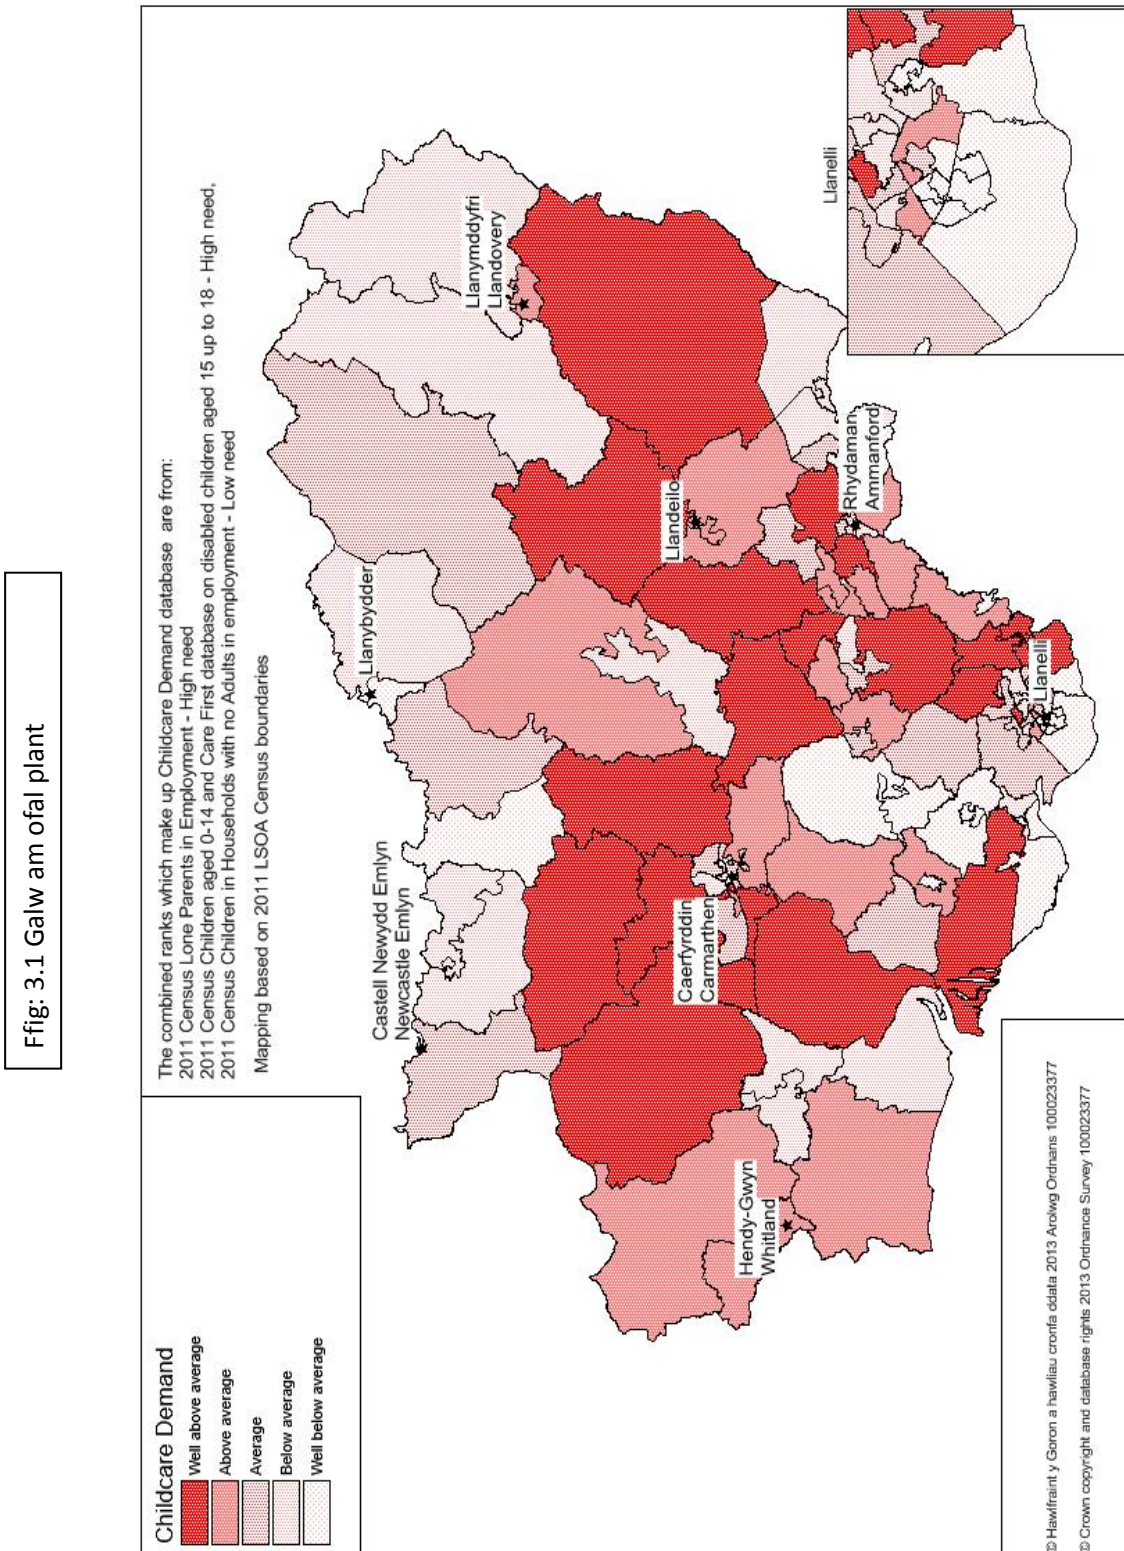 Ffig: 3.1 Galw am ofal plant
The combined ranks which make up Childcare Demand database are from:
2011 Census Lone Parents in Employment - High need
2011 Census Children aged 0-14 and Care First database on disabled children aged 15 up to 18 - High need,
2011 Census Children in Households with no Adults in employment - Low need
Mapping based on 2011 LSOA Census boundaries
Childcare Demand
Well above average
Above average
Average
Below average
Well below average
Castell Newydd Emlyn
Newcastle Emlyn
Llanybydder
Llanymddyfri
Llandovery
Llandeilo
Caerfyrddin
Carmarthen
Hendy-Gwyn
Whitland
Rhydaman
Ammanford
Llanelli
Llanelli
© Hawlfraint y Goron a hawliau cronfa ddata 2013 Arolwg Ordnans 100023377
© Crown copyright and database rights 2013 Ordnance Survey 100023377